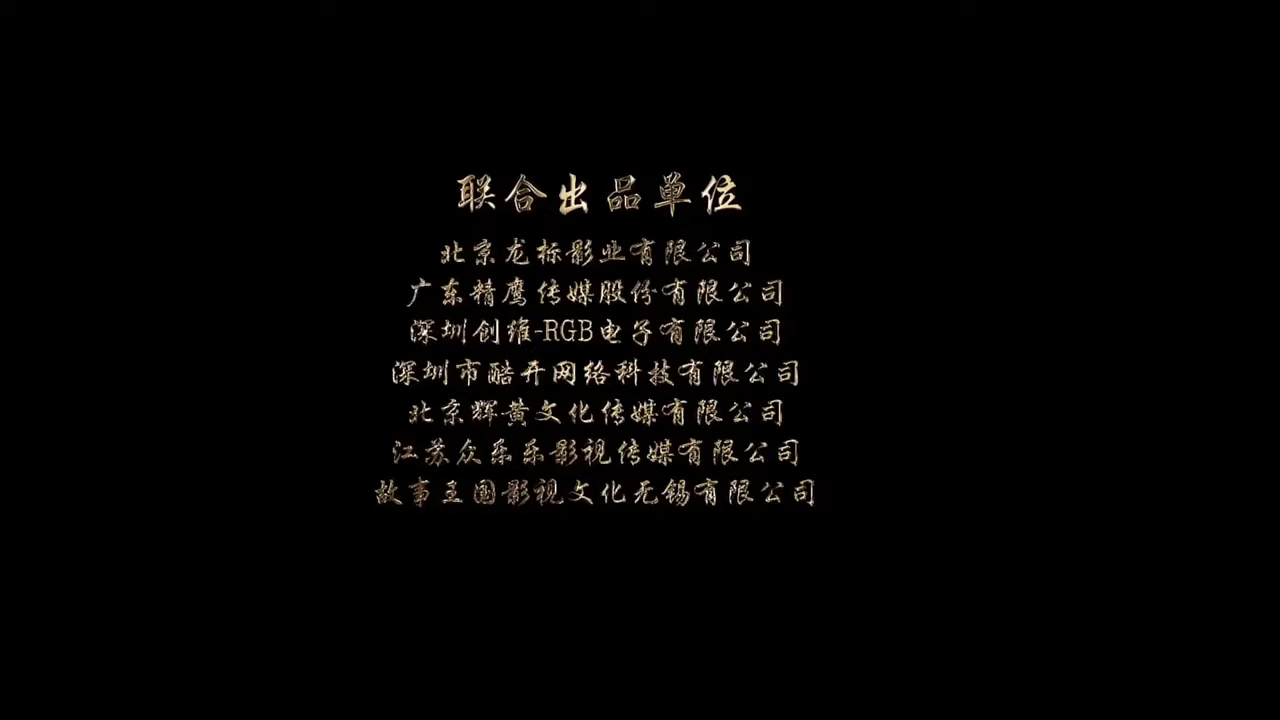 联合出品单位
北京龙标影业有限公司
广东精鹰传媒股份有限公司
深圳创维-RGB电子有限公司
深圳市酷开网络科技有限公司
北京辉黄文化传媒有限公司
江苏众乐乐影视传媒有限公司
故事王国影视文化无锡有限公司